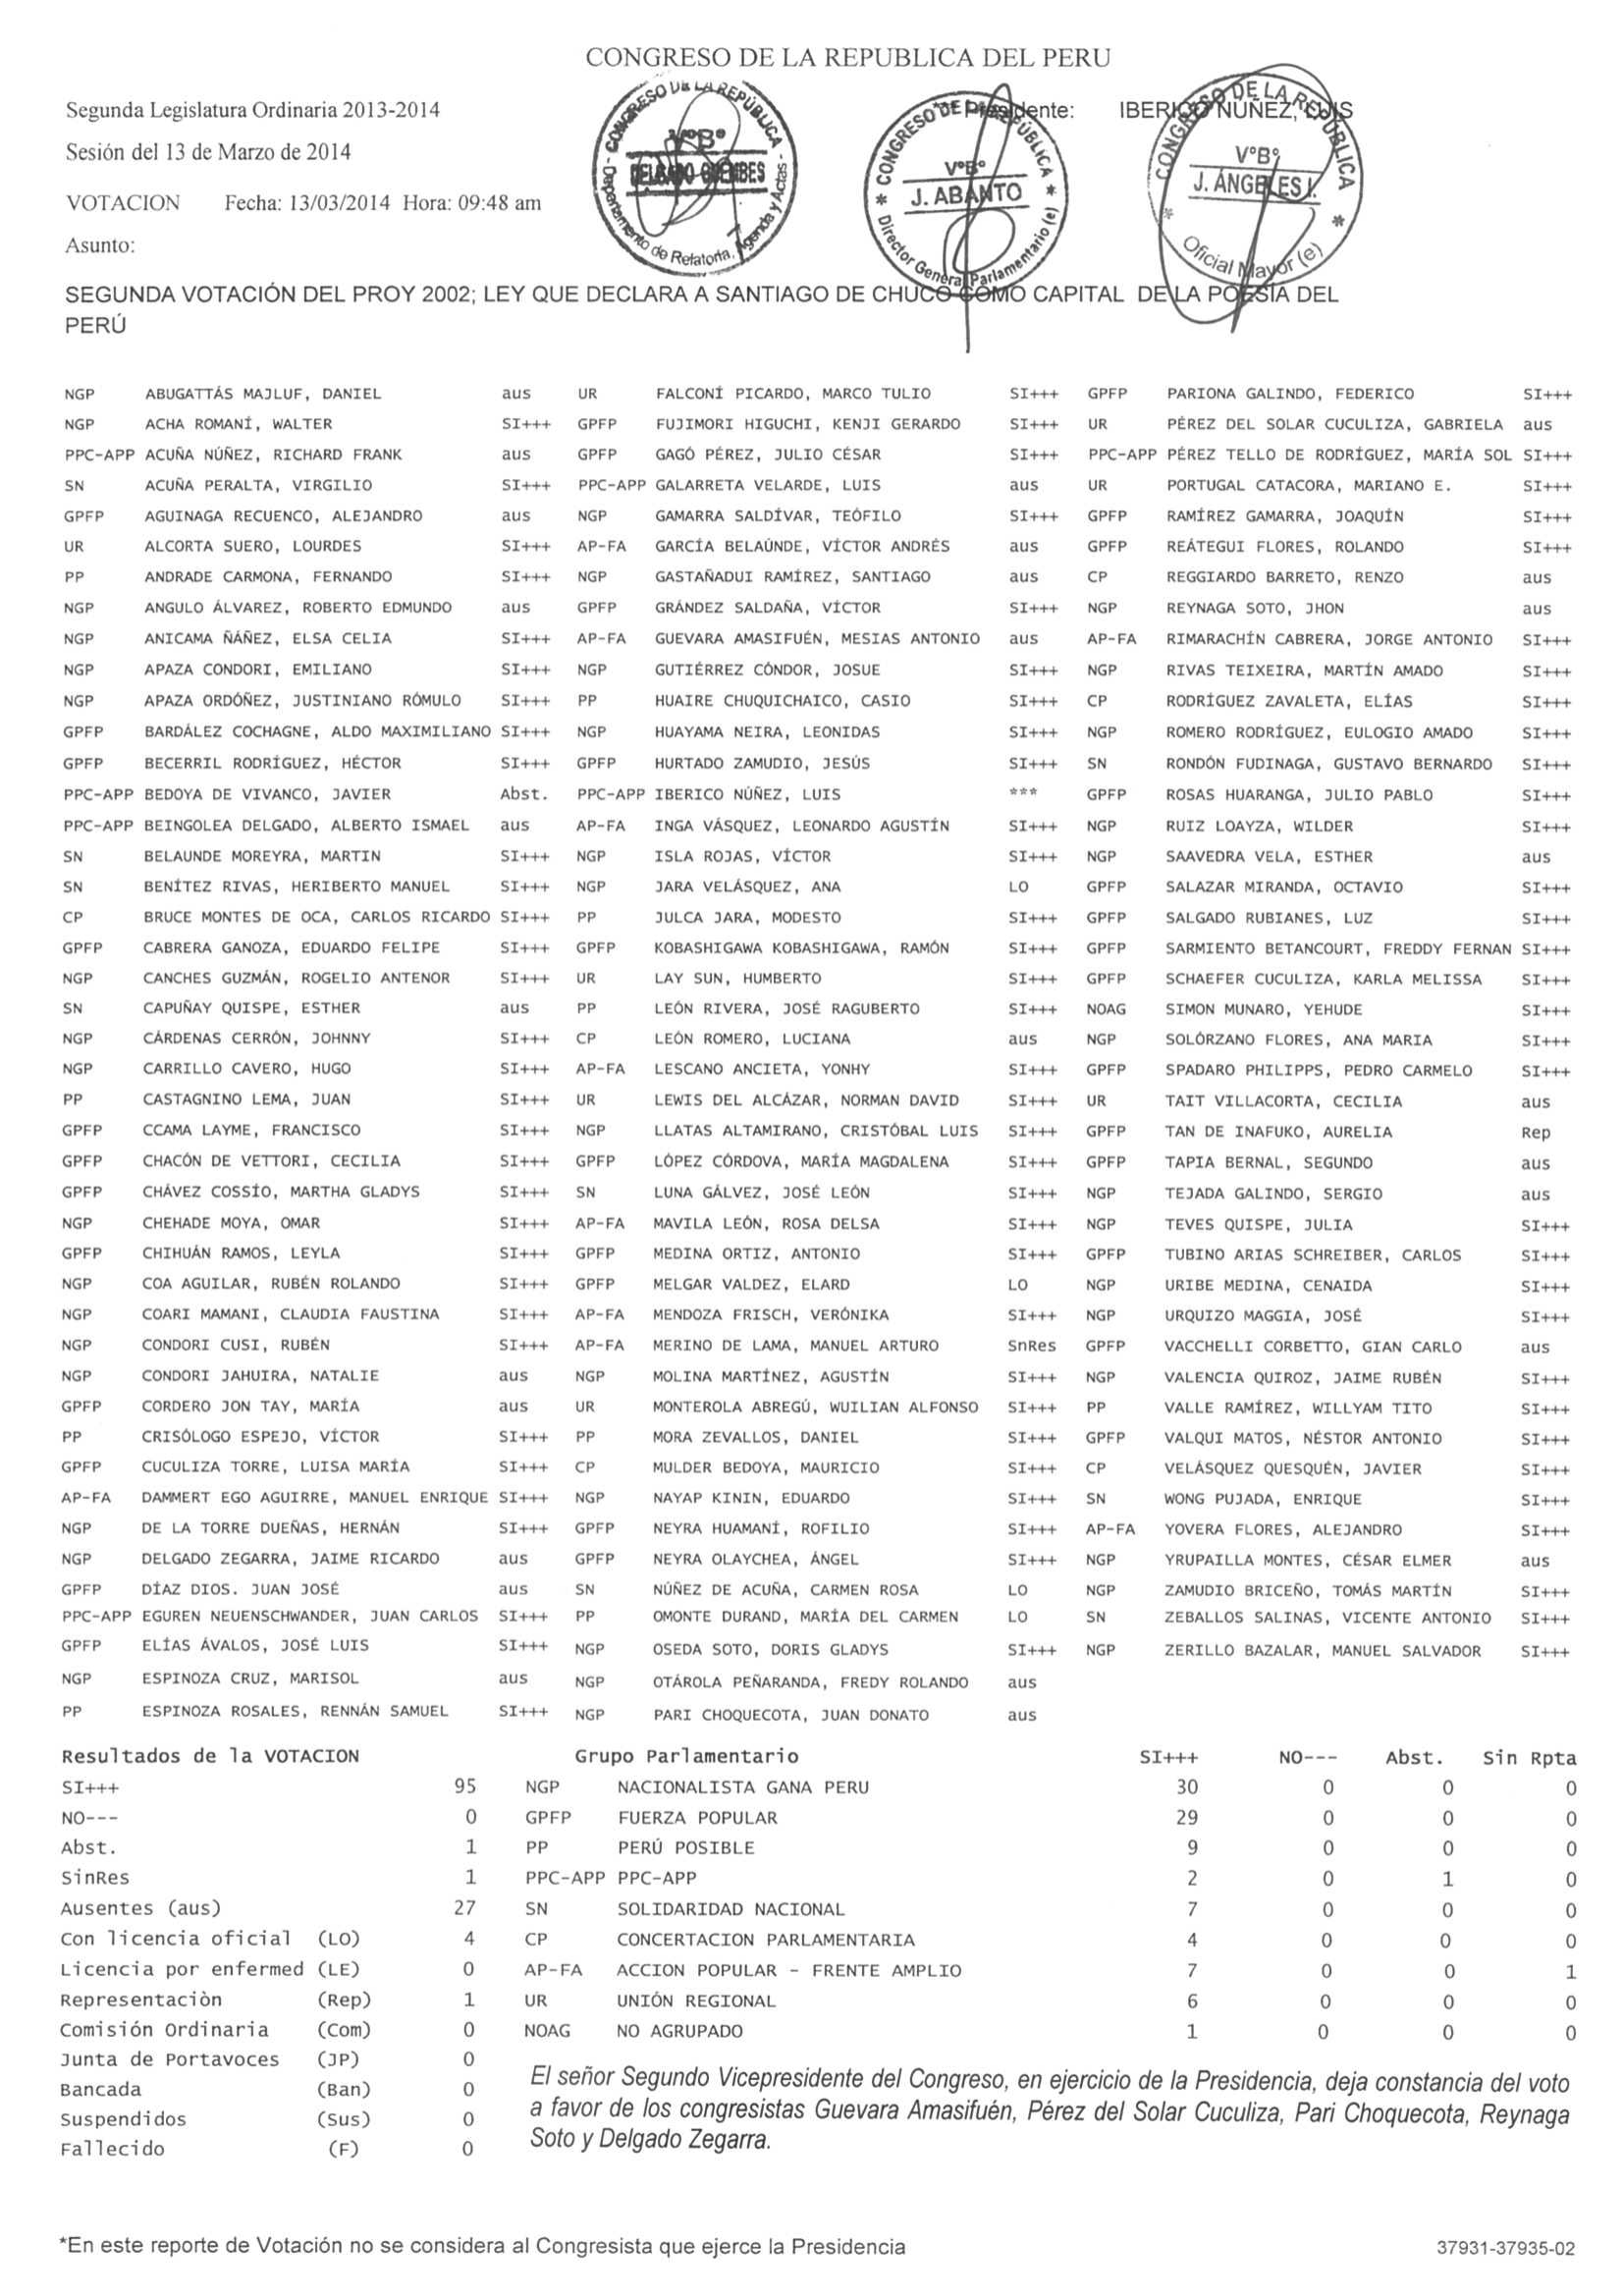 CONGRESO DE LA REPUBLICA DEL PERU
Segunda Legislatura Ordinaria 2013-2014
Presidente: IBERICO NÚÑEZ, LUIS
Sesión del 13 de Marzo de 2014
VOTACION Fecha: 13/03/2014 Hora: 09:48 am
Asunto:
CONGRESO DE LA REPÚBLICA - Departamento de Relatoría, Agenda y Actas -
V°B°
DELGADO GUEMBES
CONGRESO DE LA REPÚBLICA * Director General Parlamentario (e) *
V°B°
J. ABANTO
CONGRESO DE LA REPÚBLICA * Oficial Mayor (e) *
V°B°
J. ÁNGELES I.
SEGUNDA VOTACIÓN DEL PROY 2002; LEY QUE DECLARA A SANTIAGO DE CHUCO COMO CAPITAL DE LA POESÍA DEL
PERÚ
NGP ABUGATTÁS MAJLUF, DANIEL aus UR FALCONÍ PICARDO, MARCO TULIO SI+++ GPFP PARIONA GALINDO, FEDERICO SI+++
NGP ACHA ROMANÍ, WALTER SI+++ GPFP FUJIMORI HIGUCHI, KENJI GERARDO SI+++ UR PÉREZ DEL SOLAR CUCULIZA, GABRIELA aus
PPC-APP ACUÑA NÚÑEZ, RICHARD FRANK aus GPFP GAGÓ PÉREZ, JULIO CÉSAR SI+++ PPC-APP PÉREZ TELLO DE RODRÍGUEZ, MARÍA SOL SI+++
SN ACUÑA PERALTA, VIRGILIO SI+++ PPC-APP GALARRETA VELARDE, LUIS aus UR PORTUGAL CATACORA, MARIANO E. SI+++
GPFP AGUINAGA RECUENCO, ALEJANDRO aus NGP GAMARRA SALDÍVAR, TEÓFILO SI+++ GPFP RAMÍREZ GAMARRA, JOAQUÍN SI+++
UR ALCORTA SUERO, LOURDES SI+++ AP-FA GARCÍA BELAÚNDE, VÍCTOR ANDRÉS aus GPFP REÁTEGUI FLORES, ROLANDO SI+++
PP ANDRADE CARMONA, FERNANDO SI+++ NGP GASTAÑADUI RAMÍREZ, SANTIAGO aus CP REGGIARDO BARRETO, RENZO aus
NGP ANGULO ÁLVAREZ, ROBERTO EDMUNDO aus GPFP GRÁNDEZ SALDAÑA, VÍCTOR SI+++ NGP REYNAGA SOTO, JHON aus
NGP ANICAMA ÑÁÑEZ, ELSA CELIA SI+++ AP-FA GUEVARA AMASIFUÉN, MESIAS ANTONIO aus AP-FA RIMARACHÍN CABRERA, JORGE ANTONIO SI+++
NGP APAZA CONDORI, EMILIANO SI+++ NGP GUTIÉRREZ CÓNDOR, JOSUE SI+++ NGP RIVAS TEIXEIRA, MARTÍN AMADO SI+++
NGP APAZA ORDÓÑEZ, JUSTINIANO RÓMULO SI+++ PP HUAIRE CHUQUICHAICO, CASIO SI+++ CP RODRÍGUEZ ZAVALETA, ELÍAS SI+++
GPFP BARDÁLEZ COCHAGNE, ALDO MAXIMILIANO SI+++ NGP HUAYAMA NEIRA, LEONIDAS SI+++ NGP ROMERO RODRÍGUEZ, EULOGIO AMADO SI+++
GPFP BECERRIL RODRÍGUEZ, HÉCTOR SI+++ GPFP HURTADO ZAMUDIO, JESÚS SI+++ SN RONDÓN FUDINAGA, GUSTAVO BERNARDO SI+++
PPC-APP BEDOYA DE VIVANCO, JAVIER Abst. PPC-APP IBERICO NÚÑEZ, LUIS *** GPFP ROSAS HUARANGA, JULIO PABLO SI+++
PPC-APP BEINGOLEA DELGADO, ALBERTO ISMAEL aus AP-FA INGA VÁSQUEZ, LEONARDO AGUSTÍN SI+++ NGP RUIZ LOAYZA, WILDER SI+++
SN BELAUNDE MOREYRA, MARTIN SI+++ NGP ISLA ROJAS, VÍCTOR SI+++ NGP SAAVEDRA VELA, ESTHER aus
SN BENÍTEZ RIVAS, HERIBERTO MANUEL SI+++ NGP JARA VELÁSQUEZ, ANA LO GPFP SALAZAR MIRANDA, OCTAVIO SI+++
CP BRUCE MONTES DE OCA, CARLOS RICARDO SI+++ PP JULCA JARA, MODESTO SI+++ GPFP SALGADO RUBIANES, LUZ SI+++
GPFP CABRERA GANOZA, EDUARDO FELIPE SI+++ GPFP KOBASHIGAWA KOBASHIGAWA, RAMÓN SI+++ GPFP SARMIENTO BETANCOURT, FREDDY FERNAN SI+++
NGP CANCHES GUZMÁN, ROGELIO ANTENOR SI+++ UR LAY SUN, HUMBERTO SI+++ GPFP SCHAEFER CUCULIZA, KARLA MELISSA SI+++
SN CAPUÑAY QUISPE, ESTHER aus PP LEÓN RIVERA, JOSÉ RAGUBERTO SI+++ NOAG SIMON MUNARO, YEHUDE SI+++
NGP CÁRDENAS CERRÓN, JOHNNY SI+++ CP LEÓN ROMERO, LUCIANA aus NGP SOLÓRZANO FLORES, ANA MARIA SI+++
NGP CARRILLO CAVERO, HUGO SI+++ AP-FA LESCANO ANCIETA, YONHY SI+++ GPFP SPADARO PHILIPPS, PEDRO CARMELO SI+++
PP CASTAGNINO LEMA, JUAN SI+++ UR LEWIS DEL ALCÁZAR, NORMAN DAVID SI+++ UR TAIT VILLACORTA, CECILIA aus
GPFP CCAMA LAYME, FRANCISCO SI+++ NGP LLATAS ALTAMIRANO, CRISTÓBAL LUIS SI+++ GPFP TAN DE INAFUKO, AURELIA Rep
GPFP CHACÓN DE VETTORI, CECILIA SI+++ GPFP LÓPEZ CÓRDOVA, MARÍA MAGDALENA SI+++ GPFP TAPIA BERNAL, SEGUNDO aus
GPFP CHÁVEZ COSSÍO, MARTHA GLADYS SI+++ SN LUNA GÁLVEZ, JOSÉ LEÓN SI+++ NGP TEJADA GALINDO, SERGIO aus
NGP CHEHADE MOYA, OMAR SI+++ AP-FA MAVILA LEÓN, ROSA DELSA SI+++ NGP TEVES QUISPE, JULIA SI+++
GPFP CHIHUÁN RAMOS, LEYLA SI+++ GPFP MEDINA ORTIZ, ANTONIO SI+++ GPFP TUBINO ARIAS SCHREIBER, CARLOS SI+++
NGP COA AGUILAR, RUBÉN ROLANDO SI+++ GPFP MELGAR VALDEZ, ELARD LO NGP URIBE MEDINA, CENAIDA SI+++
NGP COARI MAMANI, CLAUDIA FAUSTINA SI+++ AP-FA MENDOZA FRISCH, VERÓNIKA SI+++ NGP URQUIZO MAGGIA, JOSÉ SI+++
NGP CONDORI CUSI, RUBÉN SI+++ AP-FA MERINO DE LAMA, MANUEL ARTURO SnRes GPFP VACCHELLI CORBETTO, GIAN CARLO aus
NGP CONDORI JAHUIRA, NATALIE aus NGP MOLINA MARTÍNEZ, AGUSTÍN SI+++ NGP VALENCIA QUIROZ, JAIME RUBÉN SI+++
GPFP CORDERO JON TAY, MARÍA aus UR MONTEROLA ABREGÚ, WUILIAN ALFONSO SI+++ PP VALLE RAMÍREZ, WILLYAM TITO SI+++
PP CRISÓLOGO ESPEJO, VÍCTOR SI+++ PP MORA ZEVALLOS, DANIEL SI+++ GPFP VALQUI MATOS, NÉSTOR ANTONIO SI+++
GPFP CUCULIZA TORRE, LUISA MARÍA SI+++ CP MULDER BEDOYA, MAURICIO SI+++ CP VELÁSQUEZ QUESQUÉN, JAVIER SI+++
AP-FA DAMMERT EGO AGUIRRE, MANUEL ENRIQUE SI+++ NGP NAYAP KININ, EDUARDO SI+++ SN WONG PUJADA, ENRIQUE SI+++
NGP DE LA TORRE DUEÑAS, HERNÁN SI+++ GPFP NEYRA HUAMANÍ, ROFILIO SI+++ AP-FA YOVERA FLORES, ALEJANDRO SI+++
NGP DELGADO ZEGARRA, JAIME RICARDO aus GPFP NEYRA OLAYCHEA, ÁNGEL SI+++ NGP YRUPAILLA MONTES, CÉSAR ELMER aus
GPFP DÍAZ DIOS. JUAN JOSÉ aus SN NÚÑEZ DE ACUÑA, CARMEN ROSA LO NGP ZAMUDIO BRICEÑO, TOMÁS MARTÍN SI+++
PPC-APP EGUREN NEUENSCHWANDER, JUAN CARLOS SI+++ PP OMONTE DURAND, MARÍA DEL CARMEN LO SN ZEBALLOS SALINAS, VICENTE ANTONIO SI+++
GPFP ELÍAS ÁVALOS, JOSÉ LUIS SI+++ NGP OSEDA SOTO, DORIS GLADYS SI+++ NGP ZERILLO BAZALAR, MANUEL SALVADOR SI+++
NGP ESPINOZA CRUZ, MARISOL aus NGP OTÁROLA PEÑARANDA, FREDY ROLANDO aus
PP ESPINOZA ROSALES, RENNÁN SAMUEL SI+++ NGP PARI CHOQUECOTA, JUAN DONATO aus
Resultados de la VOTACION Grupo Parlamentario SI+++ NO--- Abst. Sin Rpta
SI+++ 95 NGP NACIONALISTA GANA PERU 30 0 0 0
NO--- 0 GPFP FUERZA POPULAR 29 0 0 0
Abst. 1 PP PERÚ POSIBLE 9 0 0 0
SinRes 1 PPC-APP PPC-APP 2 0 1 0
Ausentes (aus) 27 SN SOLIDARIDAD NACIONAL 7 0 0 0
Con licencia oficial (LO) 4 CP CONCERTACION PARLAMENTARIA 4 0 0 0
Licencia por enfermed (LE) 0 AP-FA ACCION POPULAR - FRENTE AMPLIO 7 0 0 1
Representaciòn (Rep) 1 UR UNIÓN REGIONAL 6 0 0 0
Comisión Ordinaria (Com) 0 NOAG NO AGRUPADO 1 0 0 0
Junta de Portavoces (JP) 0
Bancada (Ban) 0
Suspendidos (Sus) 0
Fallecido (F) 0
El señor Segundo Vicepresidente del Congreso, en ejercicio de la Presidencia, deja constancia del voto
a favor de los congresistas Guevara Amasifuén, Pérez del Solar Cuculiza, Pari Choquecota, Reynaga
Soto y Delgado Zegarra.
*En este reporte de Votación no se considera al Congresista que ejerce la Presidencia 37931-37935-02